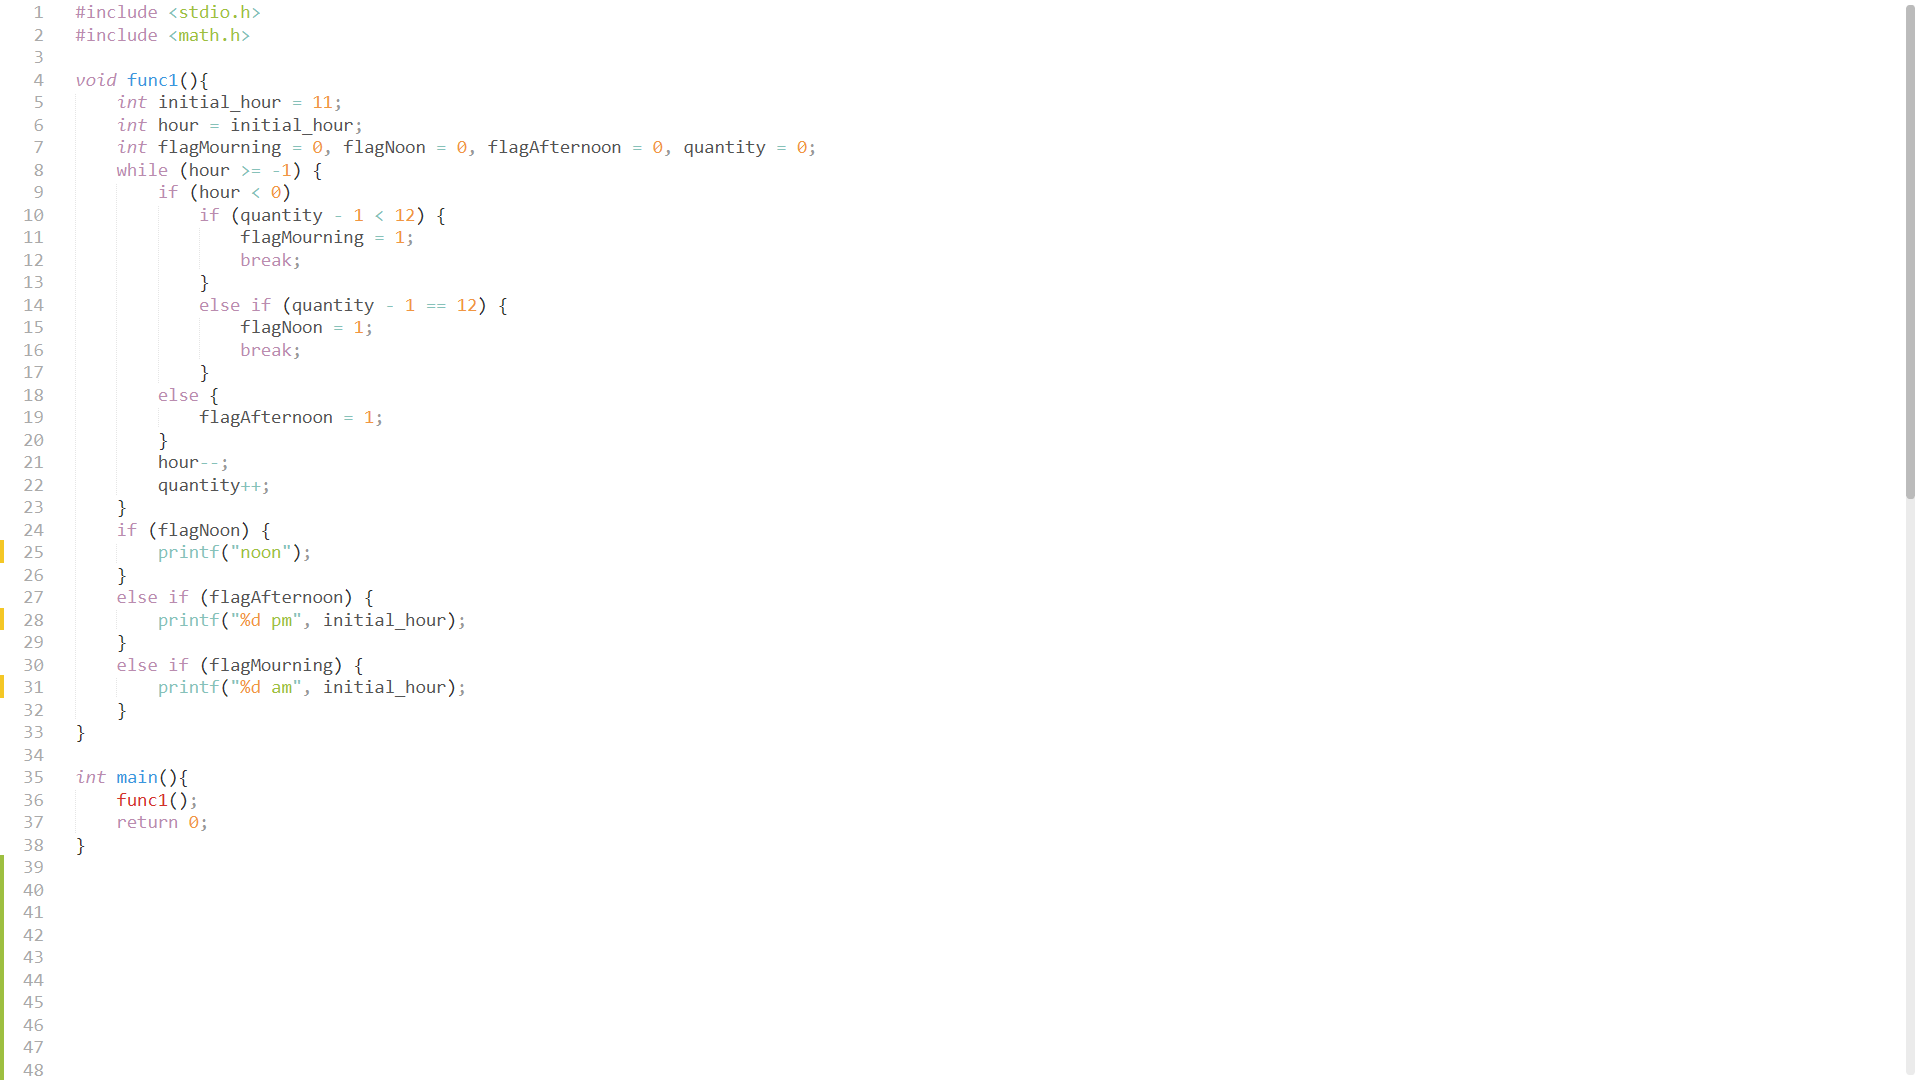 1 #include <stdio.h>
2 #include <math.h>
3
4 void func1(){
5     int initial_hour = 11;
6     int hour = initial_hour;
7     int flagMourning = 0, flagNoon = 0, flagAfternoon = 0, quantity = 0;
8     while (hour >= -1) {
9         if (hour < 0)
10             if (quantity - 1 < 12) {
11                 flagMourning = 1;
12                 break;
13             }
14             else if (quantity - 1 == 12) {
15                 flagNoon = 1;
16                 break;
17             }
18         else {
19             flagAfternoon = 1;
20         }
21         hour--;
22         quantity++;
23     }
24     if (flagNoon) {
25         printf("noon");
26     }
27     else if (flagAfternoon) {
28         printf("%d pm", initial_hour);
29     }
30     else if (flagMourning) {
31         printf("%d am", initial_hour);
32     }
33 }
34
35 int main(){
36     func1();
37     return 0;
38 }
39
40
41
42
43
44
45
46
47
48